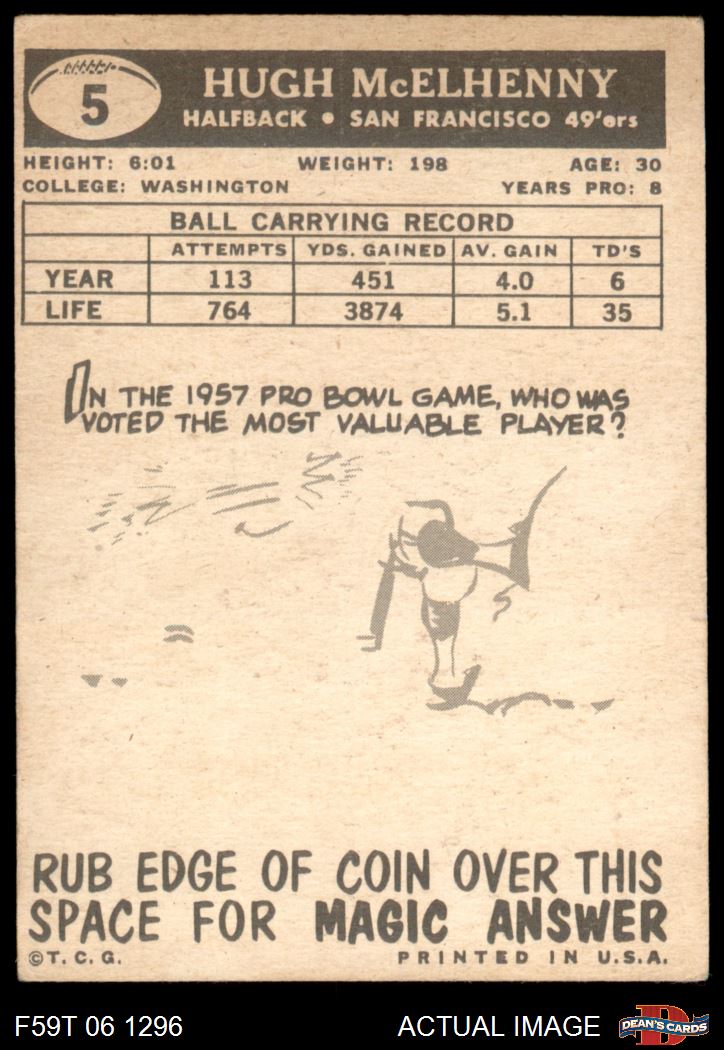 5
HUGH McELHENNY
HALFBACK • SAN FRANCISCO 49'ers
HEIGHT: 6:01 WEIGHT: 198 AGE: 30
COLLEGE: WASHINGTON YEARS PRO: 8
BALL CARRYING RECORD
ATTEMPTS YDS. GAINED AV. GAIN TD'S
YEAR 113 451 4.0 6
LIFE 764 3874 5.1 35
IN THE 1957 PRO BOWL GAME, WHO WAS
VOTED THE MOST VALUABLE PLAYER?
RUB EDGE OF COIN OVER THIS
SPACE FOR MAGIC ANSWER
©T. C. G. PRINTED IN U.S.A.
F59T 06 1296 ACTUAL IMAGE D
DEAN'S CARDS